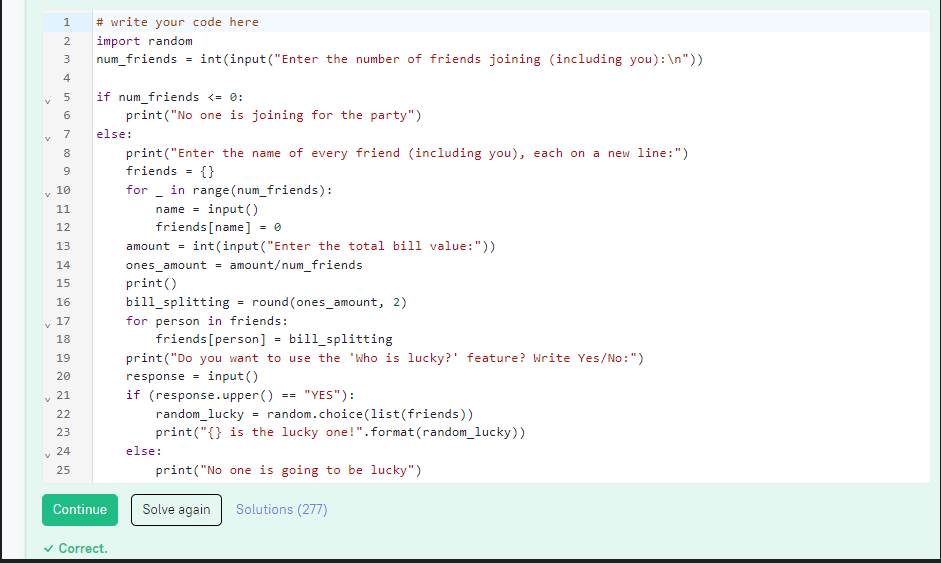 1 # write your code here
2 import random
3 num_friends = int(input("Enter the number of friends joining (including you):\n"))
4
5 if num_friends <= 0:
6     print("No one is joining for the party")
7 else:
8     print("Enter the name of every friend (including you), each on a new line:")
9     friends = {}
10     for _ in range(num_friends):
11         name = input()
12         friends[name] = 0
13     amount = int(input("Enter the total bill value:"))
14     ones_amount = amount/num_friends
15     print()
16     bill_splitting = round(ones_amount, 2)
17     for person in friends:
18         friends[person] = bill_splitting
19     print("Do you want to use the 'Who is lucky?' feature? Write Yes/No:")
20     response = input()
21     if (response.upper() == "YES"):
22         random_lucky = random.choice(list(friends))
23         print("{} is the lucky one!".format(random_lucky))
24     else:
25         print("No one is going to be lucky")
Continue Solve again Solutions (277)
✓ Correct.